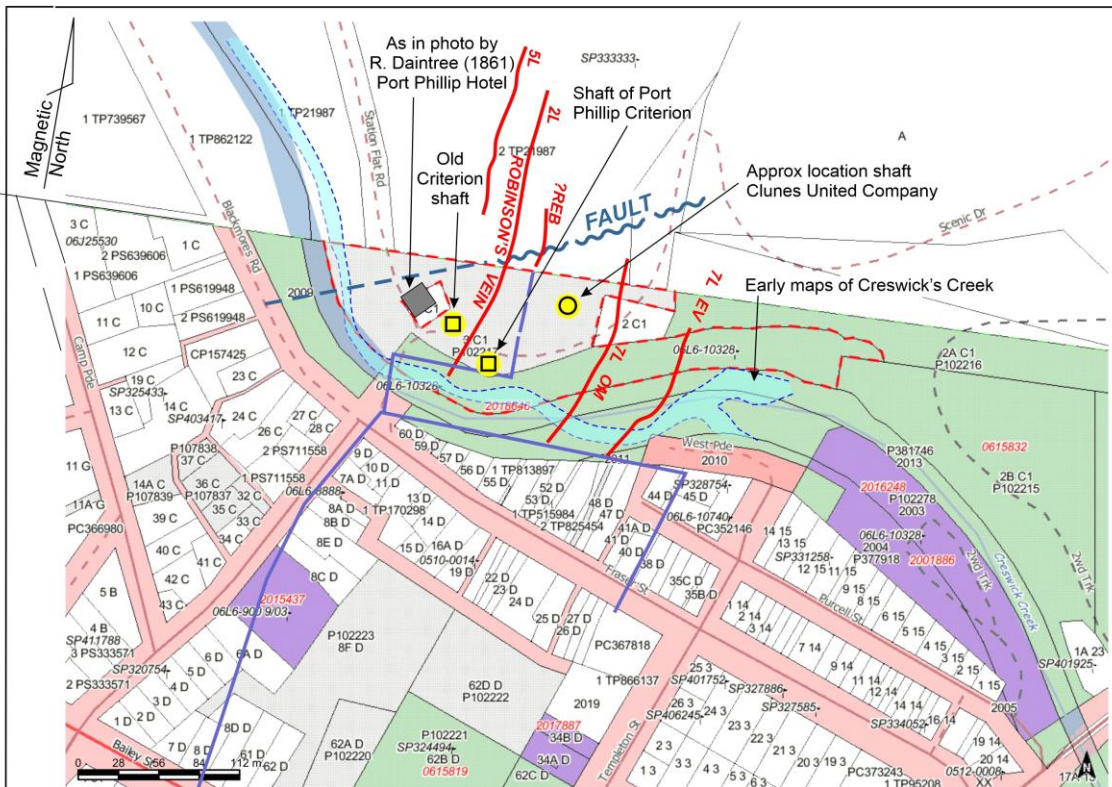 Magnetic
North
As in photo by
R. Daintree (1861)
Port Phillip Hotel
Old
Criterion
shaft
Shaft of Port
Phillip Criterion
Approx location shaft
Clunes United Company
Early maps of Creswick's Creek
5L
2L
ROBINSON'S
VEIN
?REB
FAULT
7L OM
7L EV
SP333333
A
1 TP739567
1 TP862122
1 TP21987
2 TP21987
Station Flat Rd
Blackmores Rd
Scenic Dr
3 C
06J25530
2 PS639606
1 PS639606
1 C
1 PS619948
10 C
11 C
2 PS619948
12 C
CP157425
23 C
19 C
SP325433
13 C
14 C
SP403417
24 C
26 C
27 C
28 C
2 PS711558
1 PS711558
P107838
37 C
36 C
P107837
35 C
32 C
33 C
34 C
14A C
P107839
39 C
40 C
41 C
42 C
43 C
11 G
PC366980
Camp Pde
5 B
4 B
SP411788
3 PS333571
2 PS333571
SP320754
6 D
5 D
4 D
3 D
2 D
1 D
6A D
7 D
8 D
8D D
61 D
62 D
Bailey St
2009
3 C1
P102217
2 C1
06L6-10328
2018646
06L6-10328
2A C1
P102216
0615832
2B C1
P102215
West Pde
2010
2011
P381746
2013
2016248
P102278
2003
06L6-10328
2004
P377918
2001886
Creswick Creek
2wd Trk
2wd Trk
1A 23
SP401925
2005
60 D
59 D
57 D
56 D
55 D
1 TP813897
52 D
53 D
1 TP515984
2 TP825454
48 D
47 D
44 D
SP328754
45 D
06L6-10740
PC352146
41A D
41 D
40 D
38 D
35C D
35B D
9 D
10 D
11 D
7A D
8A D
8B D
8E D
8C D
06L6-8888
1 TP170298
13 D
14 D
15 D
16A D
0510-0014
19 D
22 D
23 D
24 D
25 D
27 D
26 D
Fraser St
Purcell St
PC367818
1 TP866137
2015437
06L6-900 9/03
P102223
8F D
62D D
P102222
62A D
P102220
P102221
SP324494
62B D
0615819
62C D
2017887
34B D
34A D
2019
Templeton St
14 15
13 15
SP331258
12 15
11 15
9 15
8 15
6 15
5 15
4 15
3 15
2 15
1 15
1 14
2 14
7 14
9 14
11 14
12 14
14 14
SP334052
16 14
19 14
20 14
0512-0008
XX
17A 15
25 3
SP401752
26 3
SP406245
24 3
23 3
22 3
SP327886
SP327585
21 3
20 3
19 3
2 3
1 3
3 3
4 3
5 3
6 3
PC373243
1 TP95208
0 28 56 84 112 m
N